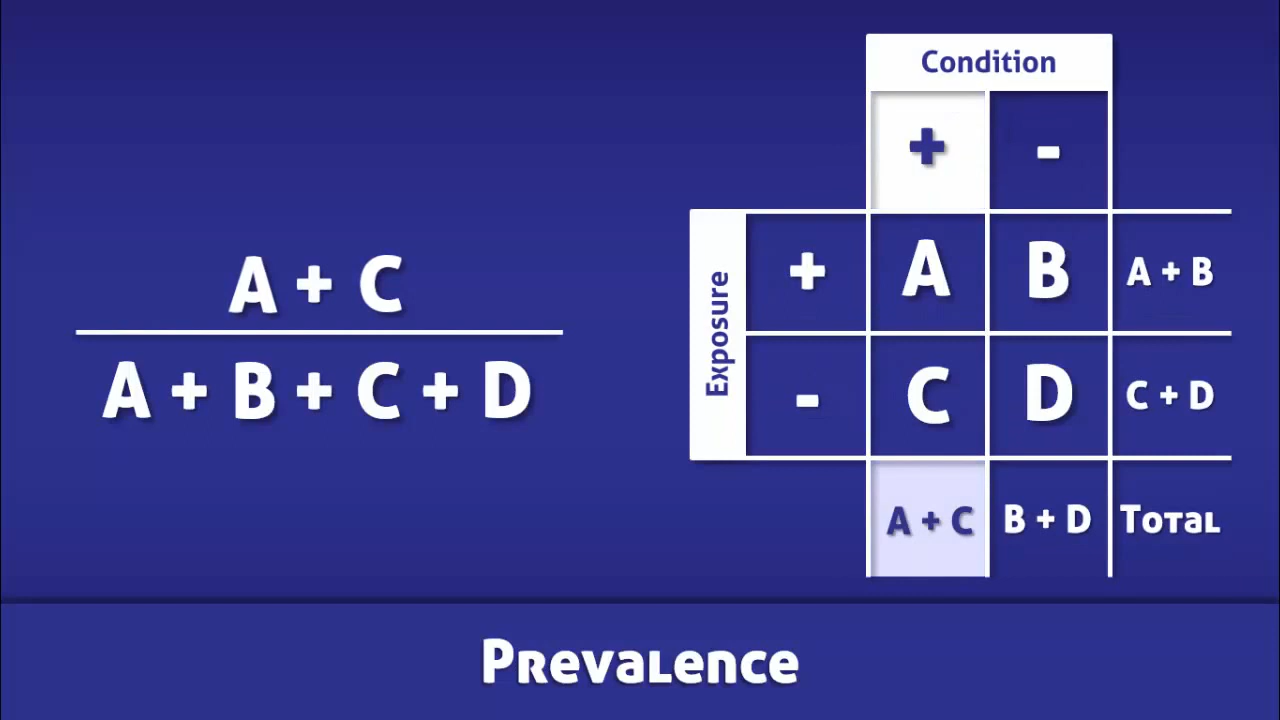 Condition
+ -
A + C
A + B + C + D
Exposure
+ A B A + B
- C D C + D
A + C B + D Total
Prevalence